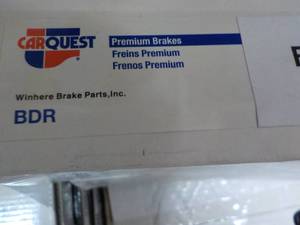 CARQUEST
Premium Brakes
Freins Premium
Frenos Premium
Winhere Brake Parts,Inc.
BDR